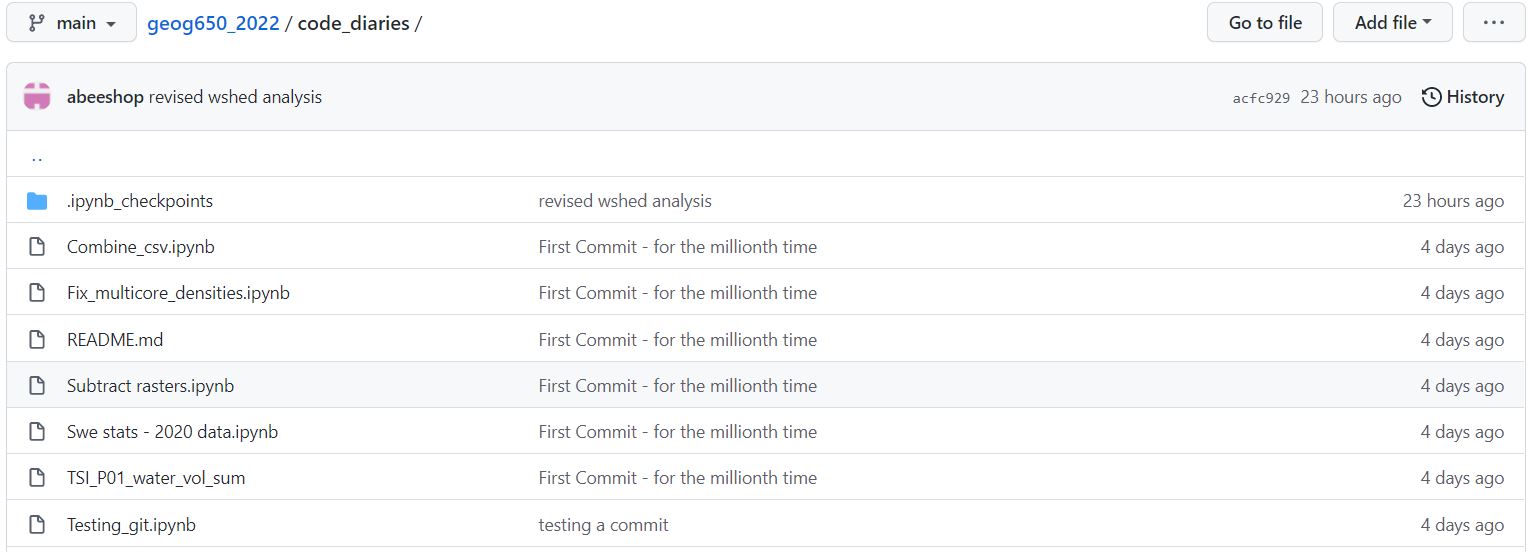 main geog650_2022 / code_diaries / Go to file Add file ...
abeeshop revised wshed analysis acfc929 23 hours ago History
..
.ipynb_checkpoints revised wshed analysis 23 hours ago
Combine_csv.ipynb First Commit - for the millionth time 4 days ago
Fix_multicore_densities.ipynb First Commit - for the millionth time 4 days ago
README.md First Commit - for the millionth time 4 days ago
Subtract rasters.ipynb First Commit - for the millionth time 4 days ago
Swe stats - 2020 data.ipynb First Commit - for the millionth time 4 days ago
TSI_P01_water_vol_sum First Commit - for the millionth time 4 days ago
Testing_git.ipynb testing a commit 4 days ago